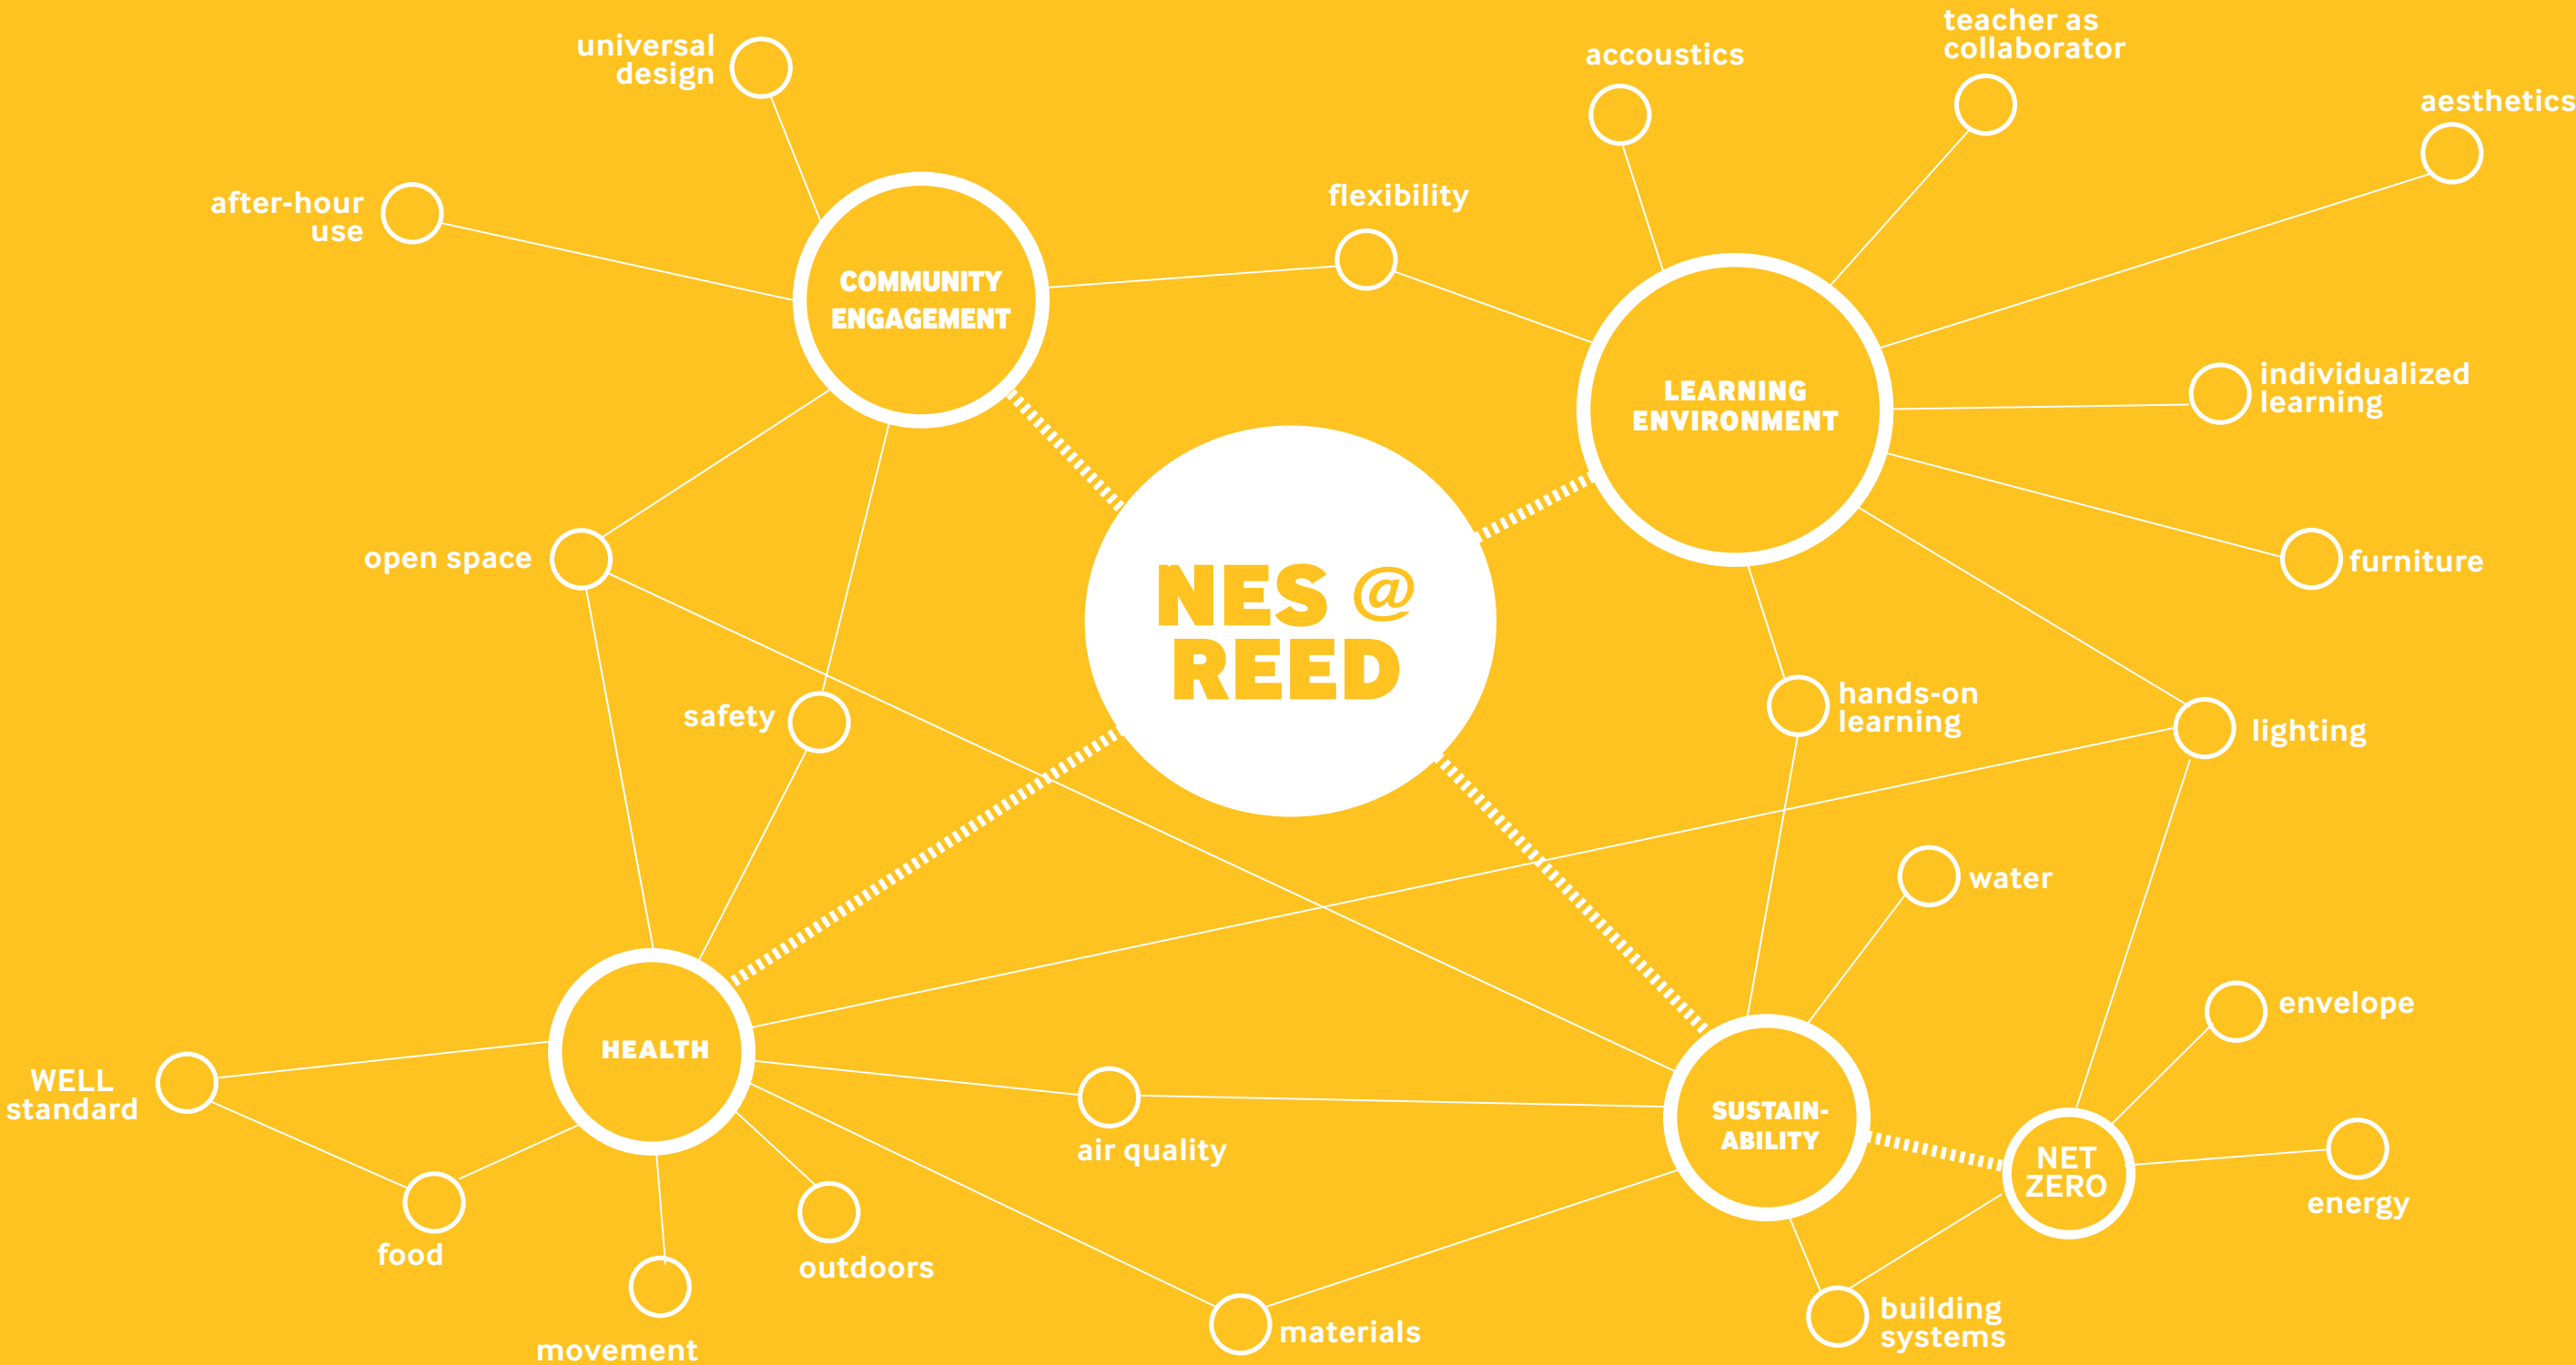 universal
design
accoustics
teacher as
collaborator
aesthetics
after-hour
use
flexibility
COMMUNITY
ENGAGEMENT
LEARNING
ENVIRONMENT
individualized
learning
open space
furniture
NES @
REED
safety
hands-on
learning
lighting
water
envelope
HEALTH
WELL
standard
air quality
SUSTAIN-
ABILITY
NET
ZERO
energy
food
outdoors
movement
materials
building
systems